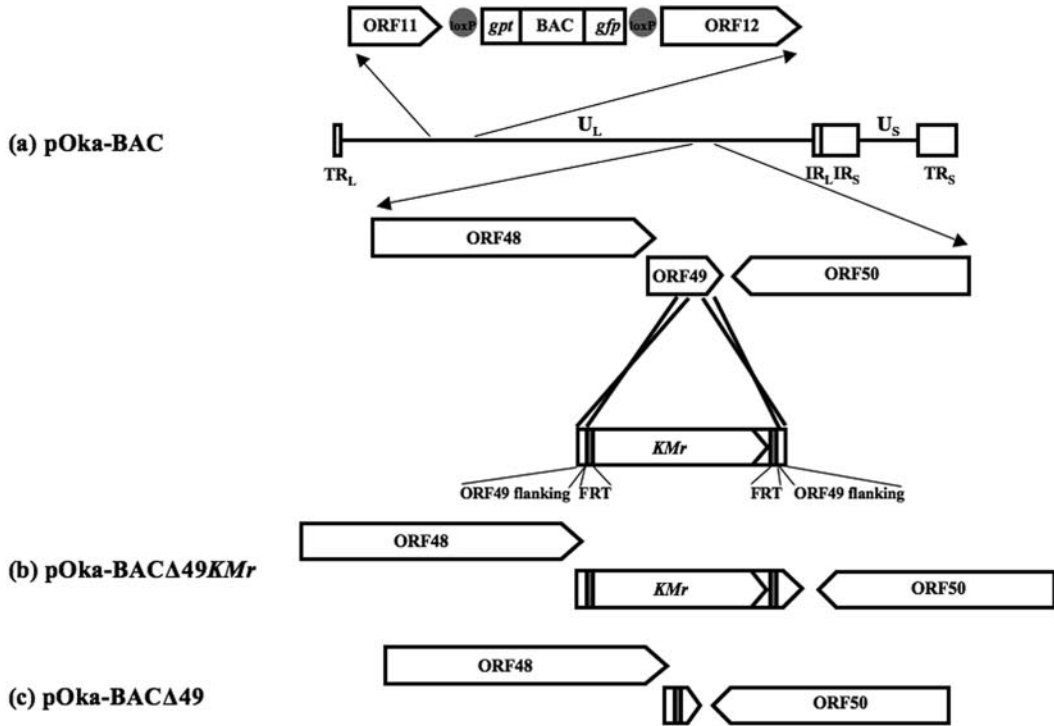 ORF11 loxP gpt BAC gfp loxP ORF12
(a) pOka-BAC
UL US
TRL IRL IRS TRS
ORF48
ORF49 ORF50
KMr
ORF49 flanking FRT FRT ORF49 flanking
(b) pOka-BACΔ49KMr
ORF48
KMr ORF50
(c) pOka-BACΔ49
ORF48
ORF50